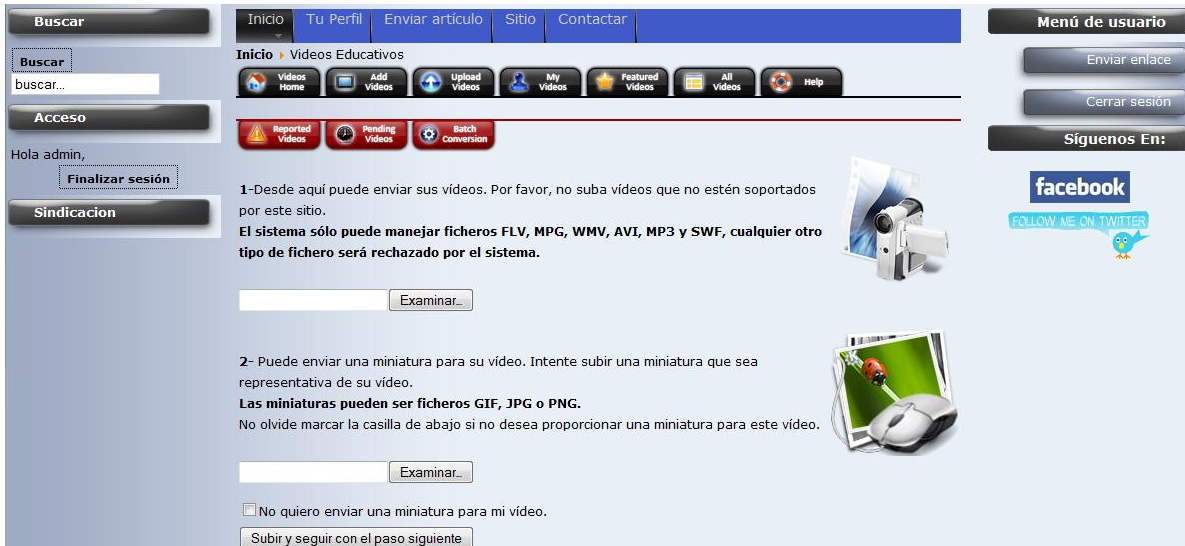 Buscar
Buscar
buscar...
Acceso
Hola admin,
Finalizar sesión
Sindicacion
Inicio Tu Perfil Enviar artículo Sitio Contactar
Inicio Videos Educativos
Videos Home
Add Videos
Upload Videos
My Videos
Featured Videos
All Videos
Help
Reported Videos
Pending Videos
Batch Conversion
1-Desde aquí puede enviar sus vídeos. Por favor, no suba vídeos que no estén soportados
por este sitio.
El sistema sólo puede manejar ficheros FLV, MPG, WMV, AVI, MP3 y SWF, cualquier otro
tipo de fichero será rechazado por el sistema.
Examinar...
2- Puede enviar una miniatura para su vídeo. Intente subir una miniatura que sea
representativa de su vídeo.
Las miniaturas pueden ser ficheros GIF, JPG o PNG.
No olvide marcar la casilla de abajo si no desea proporcionar una miniatura para este vídeo.
Examinar...
No quiero enviar una miniatura para mi vídeo.
Subir y seguir con el paso siguiente
Menú de usuario
Enviar enlace
Cerrar sesión
Síguenos En:
facebook
FOLLOW ME ON TWITTER